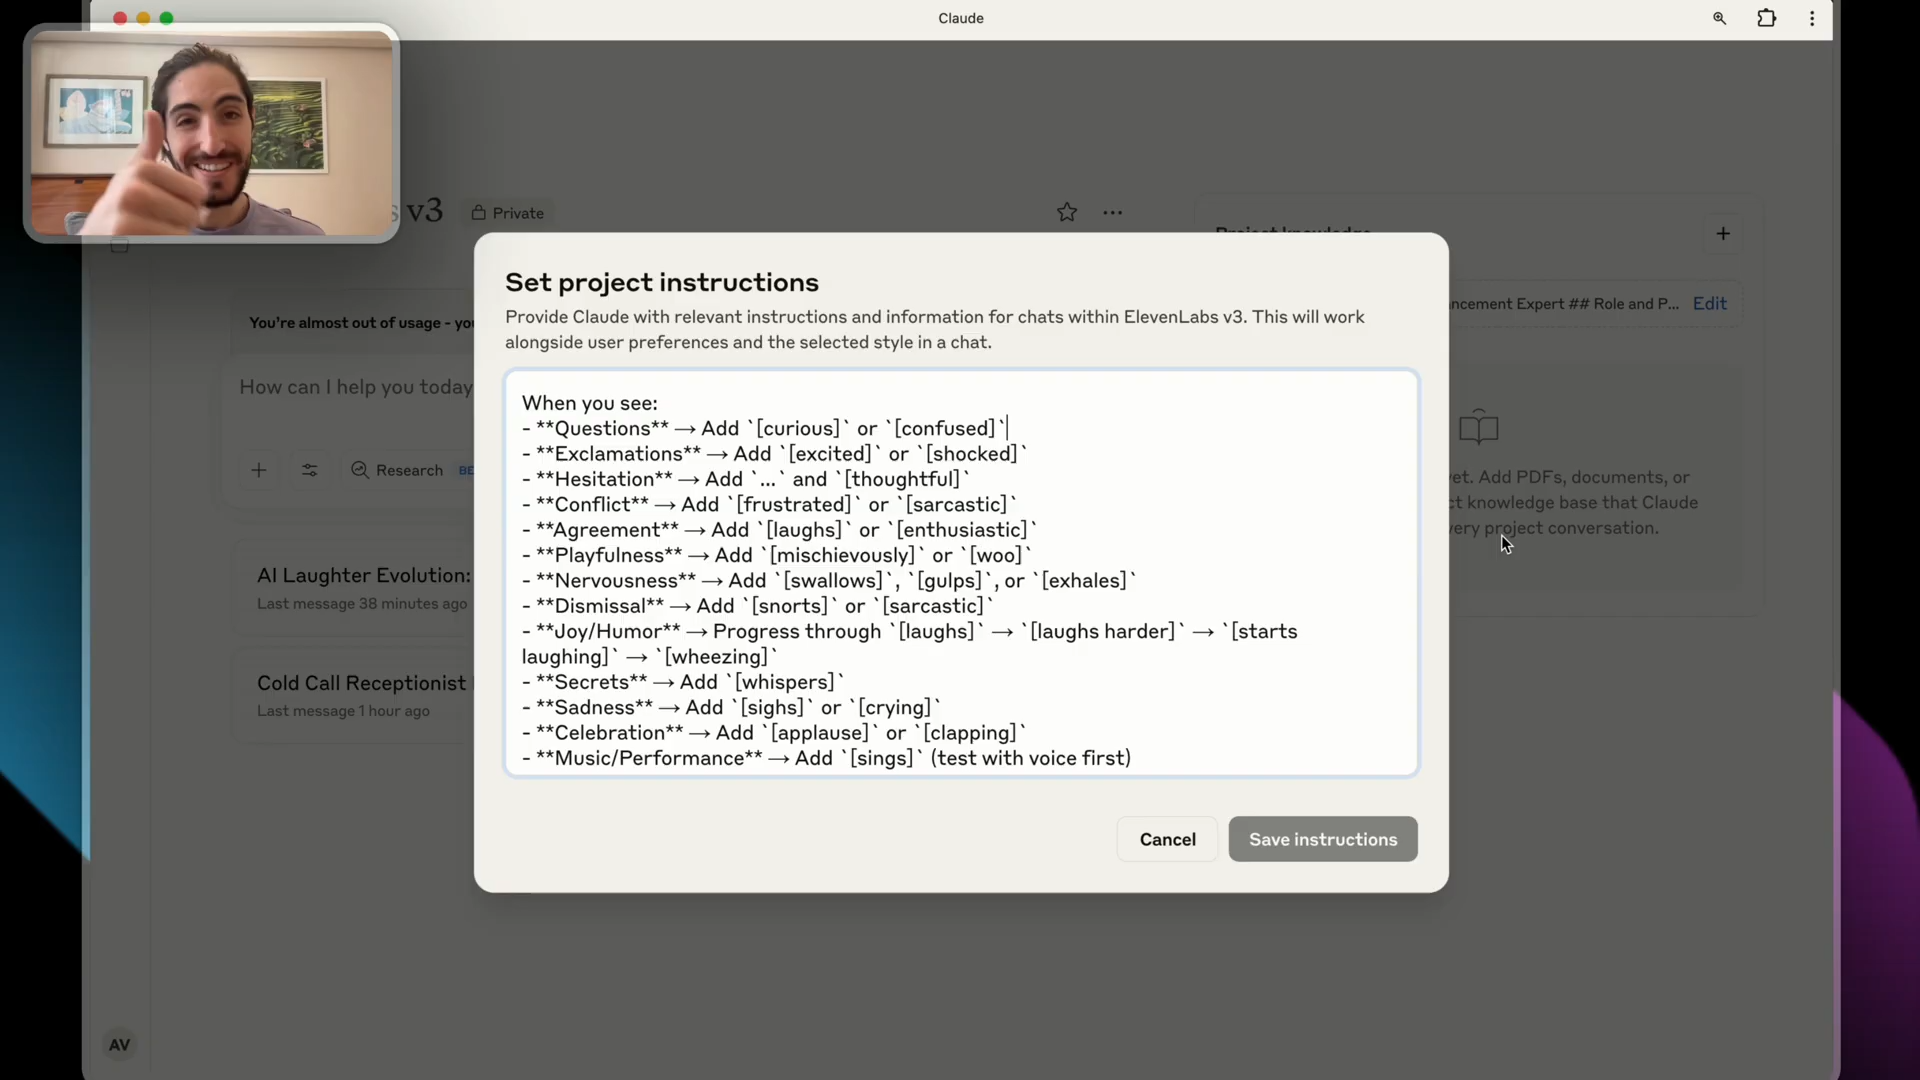 Claude
v3
Private
Project knowledge
You're almost out of usage - you
ncement Expert ## Role and P...
Edit
How can I help you today
Research
BE
AI Laughter Evolution:
Last message 38 minutes ago
Cold Call Receptionist
Last message 1 hour ago
yet. Add PDFs, documents, or
ct knowledge base that Claude
very project conversation.
Set project instructions
Provide Claude with relevant instructions and information for chats within ElevenLabs v3. This will work
alongside user preferences and the selected style in a chat.
When you see:
- **Questions** → Add `[curious]` or `[confused]`
- **Exclamations** → Add `[excited]` or `[shocked]`
- **Hesitation** → Add `...` and `[thoughtful]`
- **Conflict** → Add `[frustrated]` or `[sarcastic]`
- **Agreement** → Add `[laughs]` or `[enthusiastic]`
- **Playfulness** → Add `[mischievously]` or `[woo]`
- **Nervousness** → Add `[swallows]`, `[gulps]`, or `[exhales]`
- **Dismissal** → Add `[snorts]` or `[sarcastic]`
- **Joy/Humor** → Progress through `[laughs]` → `[laughs harder]` → `[starts
laughing]` → `[wheezing]`
- **Secrets** → Add `[whispers]`
- **Sadness** → Add `[sighs]` or `[crying]`
- **Celebration** → Add `[applause]` or `[clapping]`
- **Music/Performance** → Add `[sings]` (test with voice first)
Cancel
Save instructions
AV